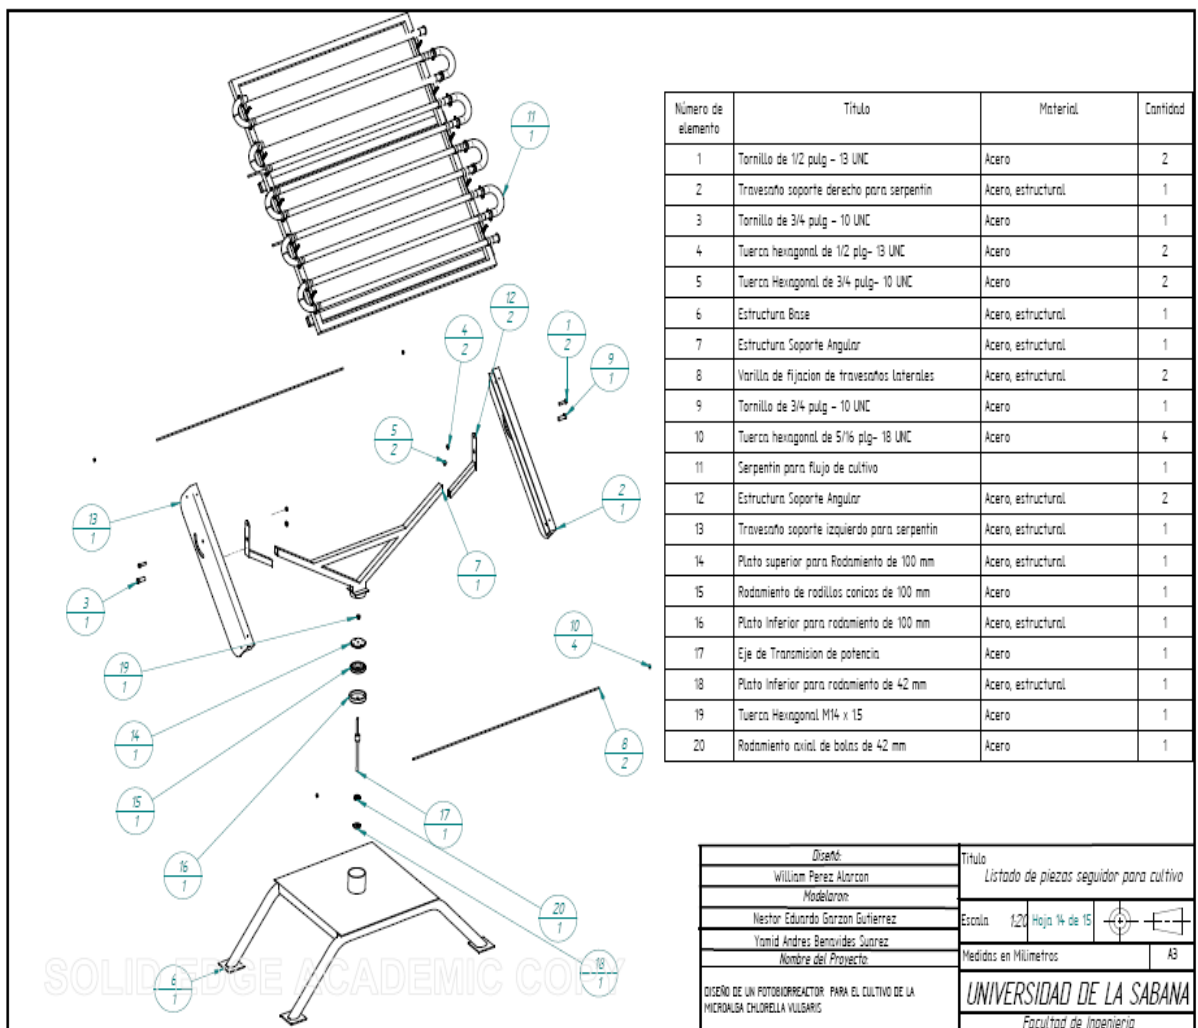 11
1
12
2
1
2
4
2
9
1
5
2
2
1
13
1
7
1
3
1
10
4
19
1
14
1
8
2
15
1
17
1
16
1
20
1
18
1
6
1
SOLID EDGE ACADEMIC COPY
Número de elemento Título Material Cantidad
1 Tornillo de 1/2 pulg - 13 UNC Acero 2
2 Travesaño soporte derecho para serpentin Acero, estructural 1
3 Tornillo de 3/4 pulg - 10 UNC Acero 1
4 Tuerca hexagonal de 1/2 plg- 13 UNC Acero 2
5 Tuerca Hexagonal de 3/4 pulg- 10 UNC Acero 2
6 Estructura Base Acero, estructural 1
7 Estructura Soporte Angular Acero, estructural 1
8 Varilla de fijacion de travesaños laterales Acero, estructural 2
9 Tornillo de 3/4 pulg - 10 UNC Acero 1
10 Tuerca hexagonal de 5/16 plg- 18 UNC Acero 4
11 Serpentin para flujo de cultivo 1
12 Estructura Soporte Angular Acero, estructural 2
13 Travesaño soporte izquierdo para serpentin Acero, estructural 1
14 Plato superior para Rodamiento de 100 mm Acero, estructural 1
15 Rodamiento de rodillos conicos de 100 mm Acero 1
16 Plato Inferior para rodamiento de 100 mm Acero, estructural 1
17 Eje de Transmision de potencia Acero 1
18 Plato Inferior para rodamiento de 42 mm Acero, estructural 1
19 Tuerca Hexagonal M14 x 1.5 Acero 1
20 Rodamiento axial de bolas de 42 mm Acero 1
Diseñó:
William Perez Alarcon
Modelaron:
Nestor Eduardo Garzon Gutierrez
Yamid Andres Benavides Suarez
Nombre del Proyecto:
DISEÑO DE UN FOTOBIORREACTOR PARA EL CULTIVO DE LA
MICROALGA CHLORELLA VULGARIS
Titulo
Listado de piezas seguidor para cultivo
Escala 1:20 Hoja 14 de 15
Medidas en Milimetros A3
UNIVERSIDAD DE LA SABANA
Facultad de Ingenieria